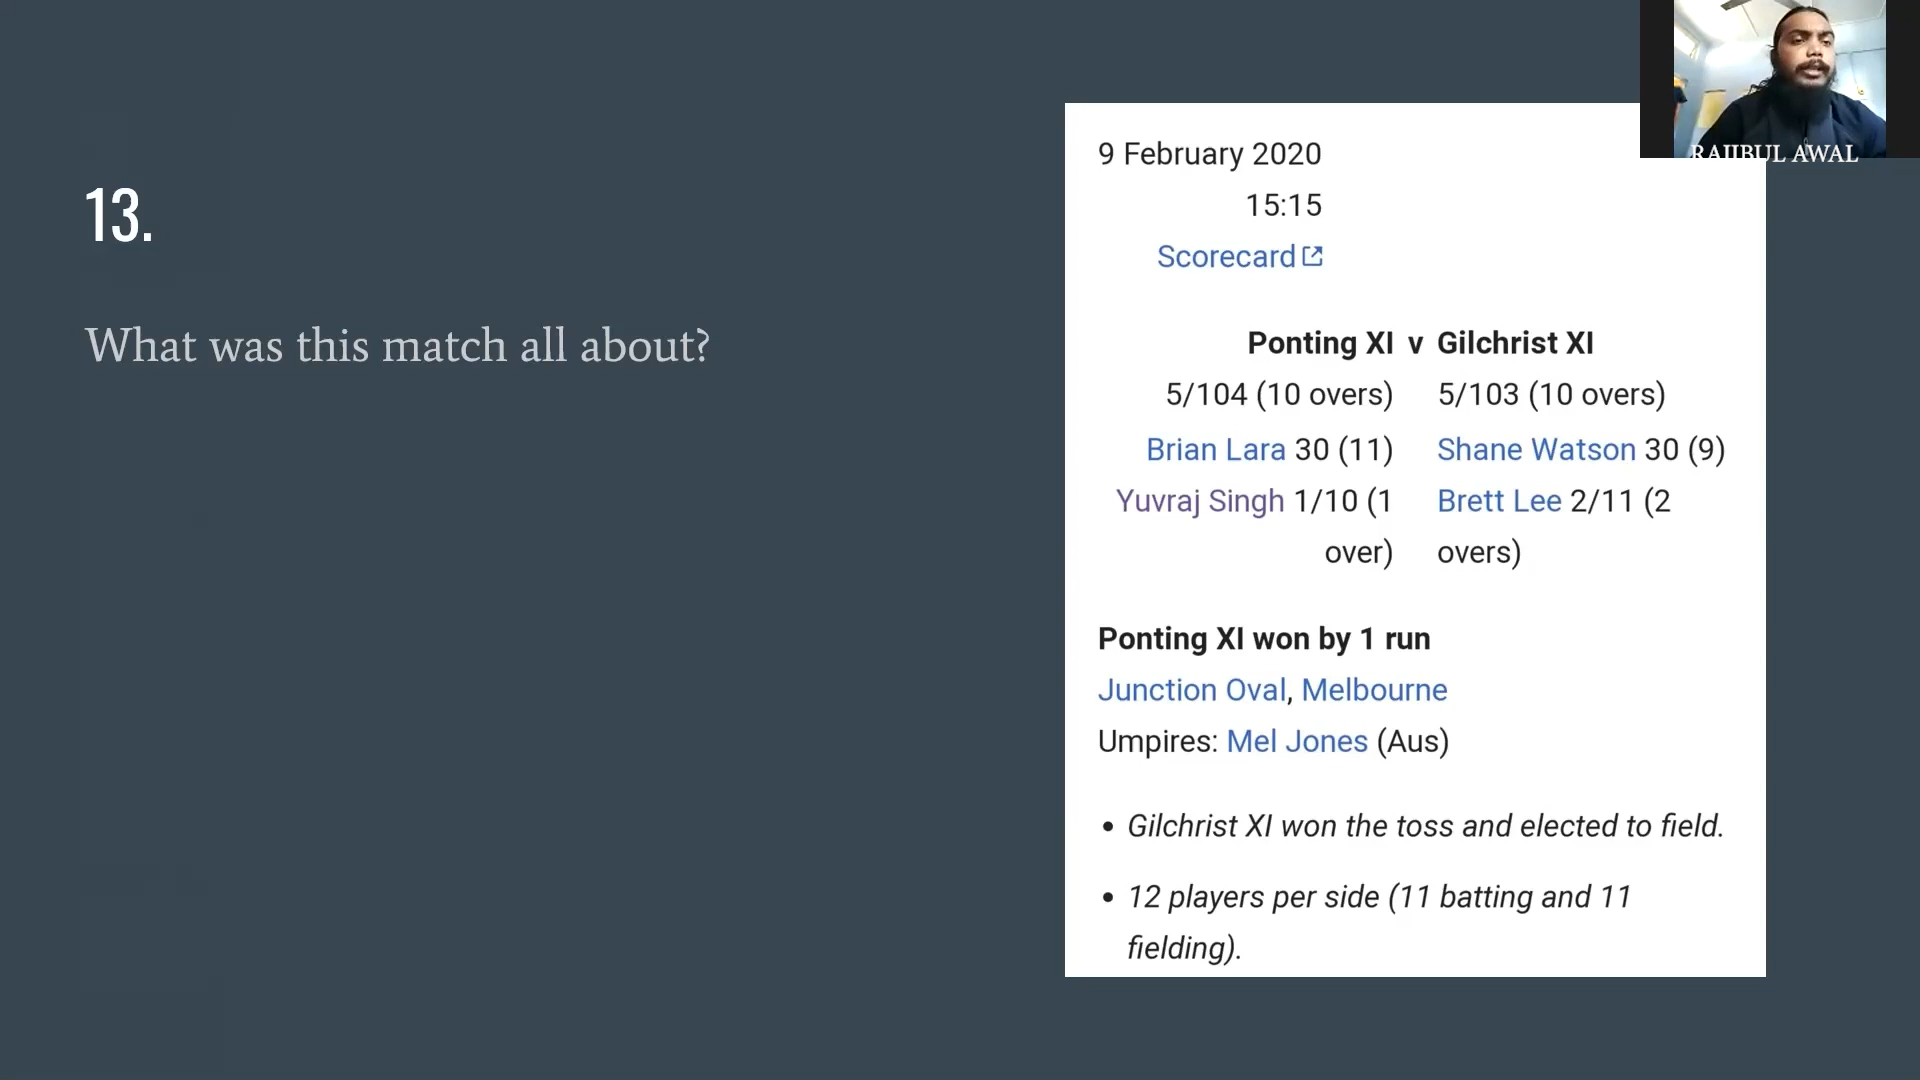 13.
What was this match all about?
9 February 2020
15:15
Scorecard
Ponting XI v Gilchrist XI
5/104 (10 overs) 5/103 (10 overs)
Brian Lara 30 (11) Shane Watson 30 (9)
Yuvraj Singh 1/10 (1 Brett Lee 2/11 (2
over) overs)
Ponting XI won by 1 run
Junction Oval, Melbourne
Umpires: Mel Jones (Aus)
• Gilchrist XI won the toss and elected to field.
• 12 players per side (11 batting and 11
fielding).
RAJIBUL AWAL